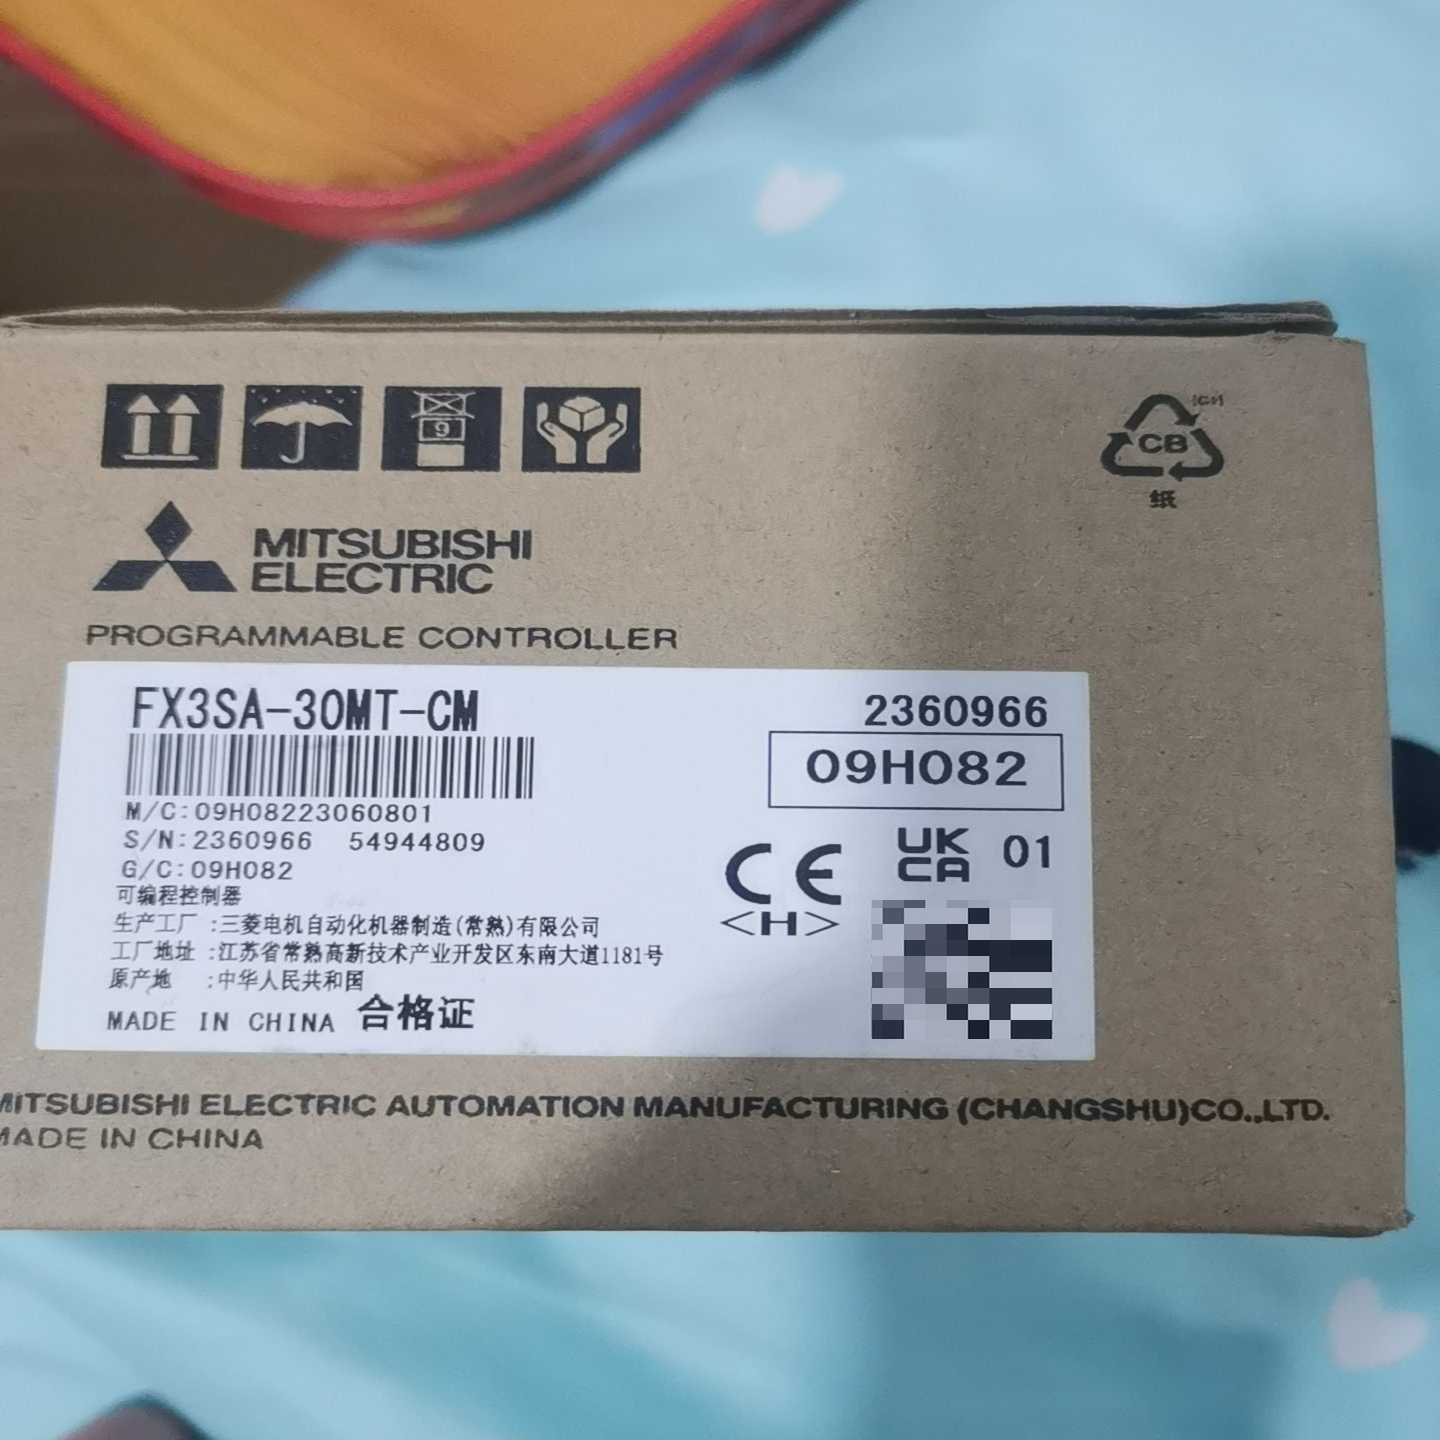 9
CB
纸
MITSUBISHI
ELECTRIC
PROGRAMMABLE CONTROLLER
FX3SA-30MT-CM
2360966
09H082
M/C:09H08223060801
S/N:2360966 54944809
G/C:09H082
可编程控制器
生产工厂 :三菱电机自动化机器制造(常熟)有限公司
工厂地址 :江苏省常熟高新技术产业开发区东南大道1181号
原产地 :中华人民共和国
MADE IN CHINA 合格证
CE
<H>
UK
CA 01
MITSUBISHI ELECTRIC AUTOMATION MANUFACTURING (CHANGSHU)CO.,LTD.
MADE IN CHINA